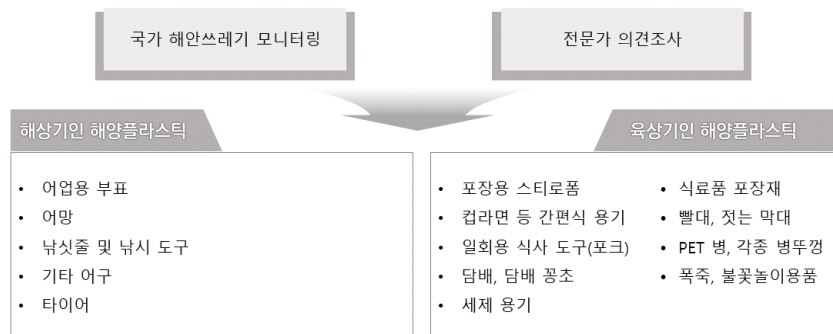 국가 해안쓰레기 모니터링
전문가 의견조사
해상기인 해양플라스틱
• 어업용 부표
• 어망
• 낚싯줄 및 낚시 도구
• 기타 어구
• 타이어
육상기인 해양플라스틱
• 포장용 스티로폼
• 컵라면 등 간편식 용기
• 일회용 식사 도구(포크)
• 담배, 담배 꽁초
• 세제 용기
• 식료품 포장재
• 빨대, 젓는 막대
• PET 병, 각종 병뚜껑
• 폭죽, 불꽃놀이용품